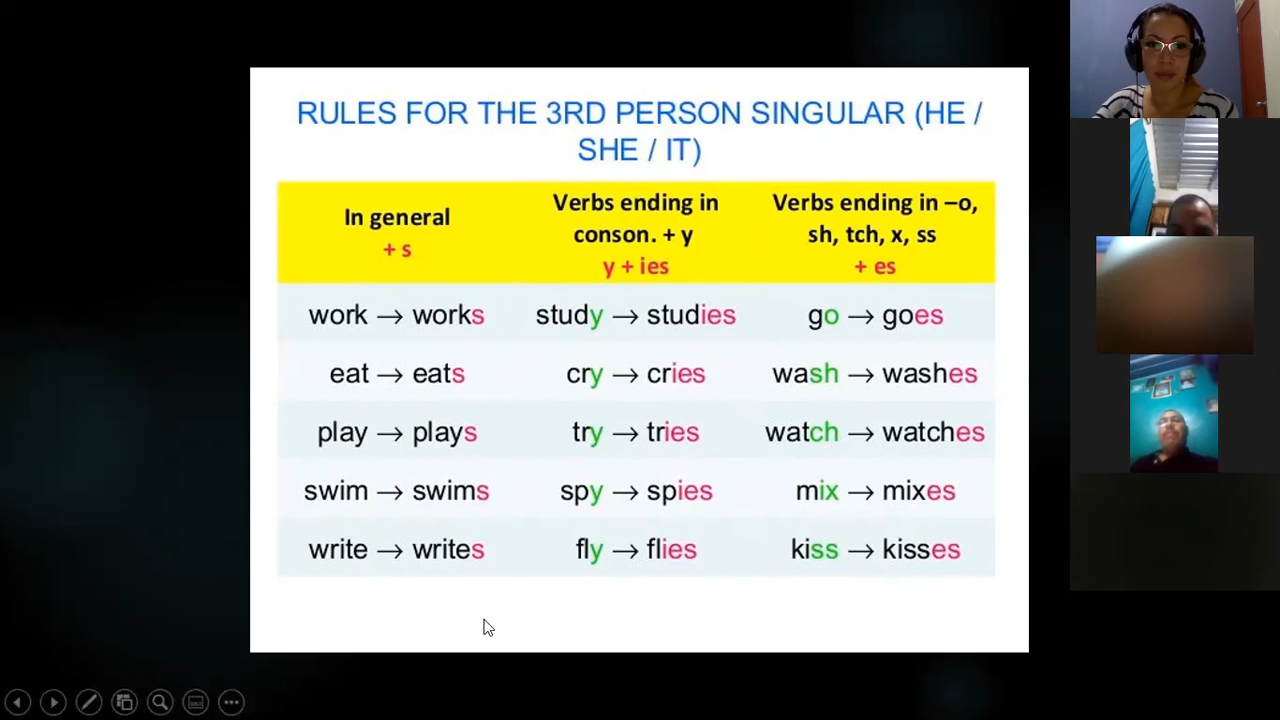 RULES FOR THE 3RD PERSON SINGULAR (HE /
SHE / IT)
In general
+ s
Verbs ending in
conson. + y
y + ies
Verbs ending in –o,
sh, tch, x, ss
+ es
work → works
study → studies
go → goes
eat → eats
cry → cries
wash → washes
play → plays
try → tries
watch → watches
swim → swims
spy → spies
mix → mixes
write → writes
fly → flies
kiss → kisses